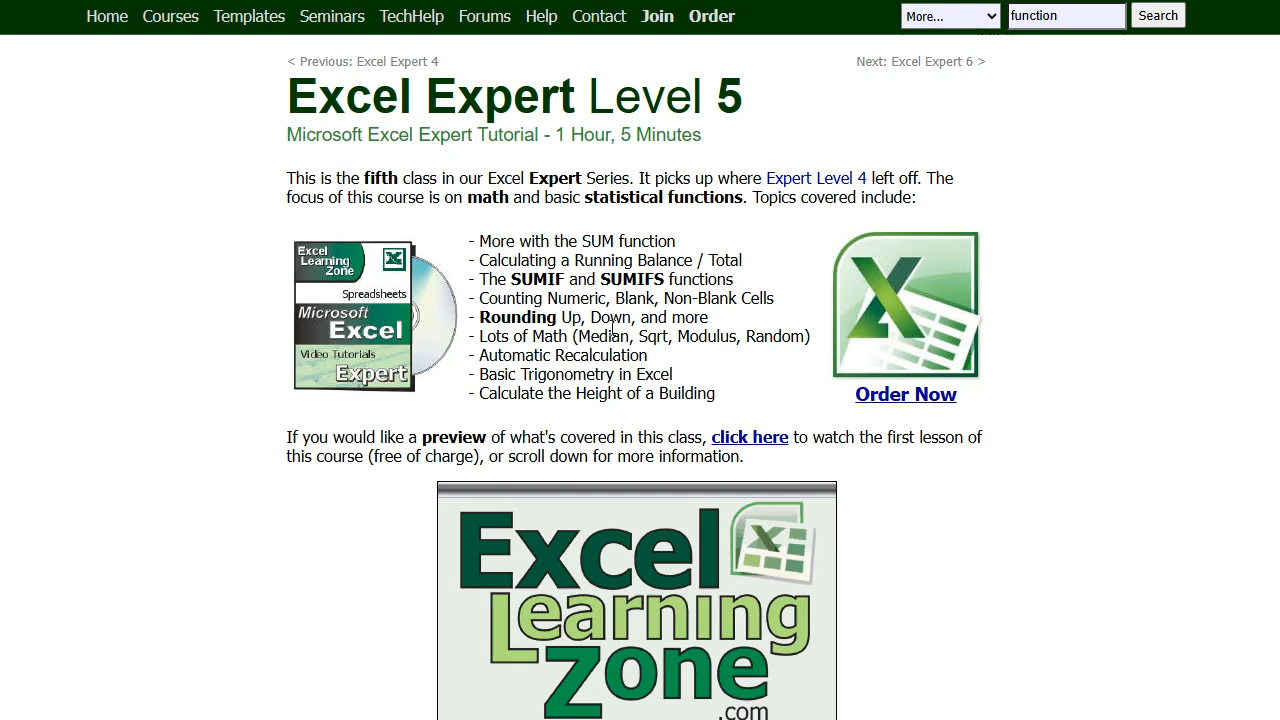 Home Courses Templates Seminars TechHelp Forums Help Contact Join Order More... function Search
< Previous: Excel Expert 4 Next: Excel Expert 6 >
Excel Expert Level 5
Microsoft Excel Expert Tutorial - 1 Hour, 5 Minutes
This is the fifth class in our Excel Expert Series. It picks up where Expert Level 4 left off. The
focus of this course is on math and basic statistical functions. Topics covered include:
Excel
Learning
Zone
Spreadsheets
Microsoft
Excel
Video Tutorials
Expert
- More with the SUM function
- Calculating a Running Balance / Total
- The SUMIF and SUMIFS functions
- Counting Numeric, Blank, Non-Blank Cells
- Rounding Up, Down, and more
- Lots of Math (Median, Sqrt, Modulus, Random)
- Automatic Recalculation
- Basic Trigonometry in Excel
- Calculate the Height of a Building
Order Now
If you would like a preview of what's covered in this class, click here to watch the first lesson of
this course (free of charge), or scroll down for more information.
Excel
Learning
Zone
.com